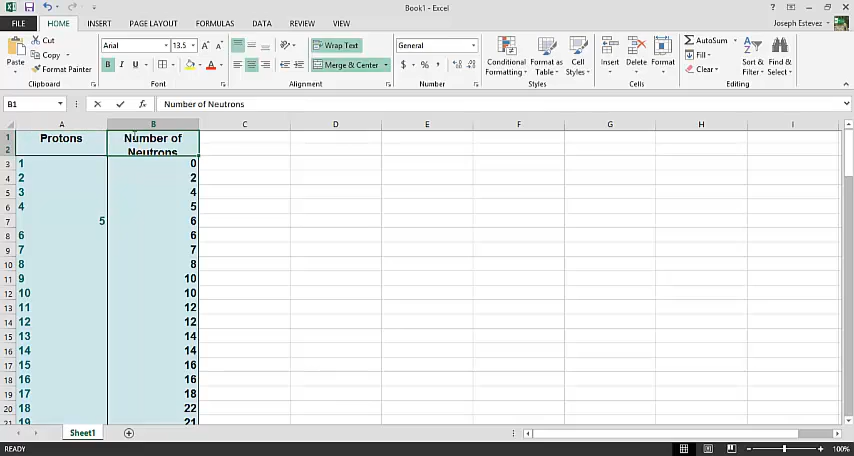 Book1 - Excel
FILE HOME INSERT PAGE LAYOUT FORMULAS DATA REVIEW VIEW Joseph Estevez
Paste
Cut
Copy
Format Painter
Clipboard
Arial 13.5
B I U
Font
Wrap Text
Merge & Center
Alignment
General
$ % ,
Number
Conditional Formatting
Format as Table
Cell Styles
Styles
Insert Delete Format
Cells
AutoSum
Fill
Clear
Sort & Filter
Find & Select
Editing
B1 fx Number of Neutrons
A B C D E F G H I
1 Protons Number of
2 Neutrons
3 1 0
4 2 2
5 3 4
6 4 5
7 5 6
8 6 6
9 7 7
10 8 8
11 9 10
12 10 10
13 11 12
14 12 12
15 13 14
16 14 14
17 15 16
18 16 16
19 17 18
20 18 22
21 19 21
Sheet1
READY 100%